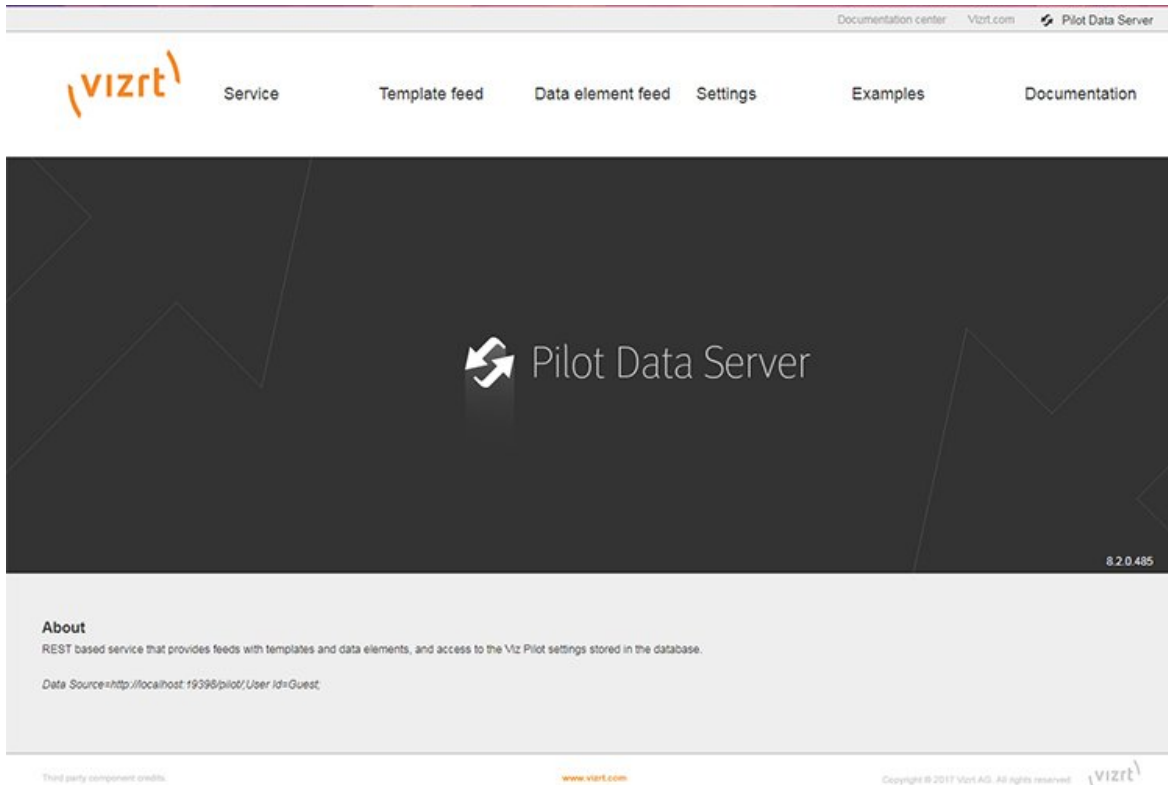 Documentation center Vizrt.com Pilot Data Server
vizrt Service Template feed Data element feed Settings Examples Documentation
Pilot Data Server
8.2.0.485
About
REST based service that provides feeds with templates and data elements, and access to the Viz Pilot settings stored in the database.
Data Source=http://localhost:19398/pilot/;User Id=Guest;
Third party component credits. www.vizrt.com Copyright © 2017 Vizrt AG. All rights reserved vizrt